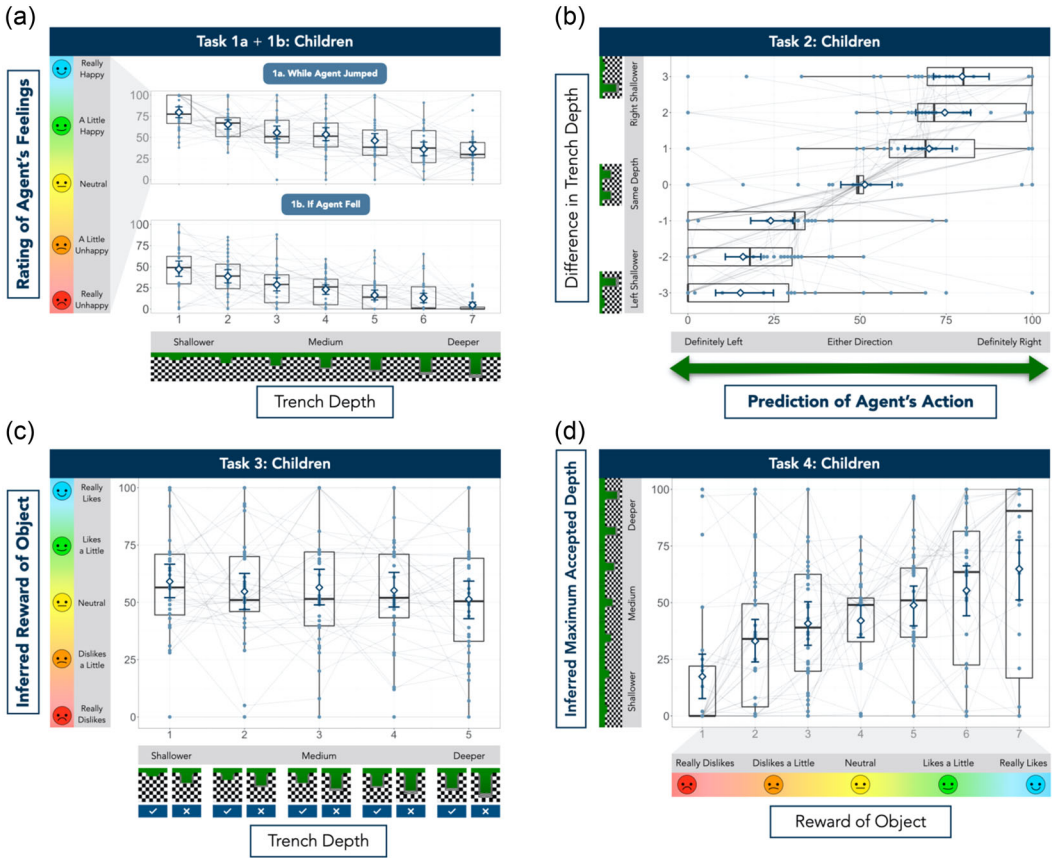 (a)
Task 1a + 1b: Children
Rating of Agent's Feelings
Really
Happy
A Little
Happy
Neutral
A Little
Unhappy
Really
Unhappy
1a. While Agent Jumped
100
75
50
25
0
1b. If Agent Fell
100
75
50
25
0
1 2 3 4 5 6 7
Shallower Medium Deeper
Trench Depth
(b)
Task 2: Children
Difference in Trench Depth
Right Shallower
Same Depth
Left Shallower
3
2
1
0
-1
-2
-3
0 25 50 75 100
Definitely Left Either Direction Definitely Right
Prediction of Agent's Action
(c)
Task 3: Children
Inferred Reward of Object
Really
Likes
Likes
a Little
Neutral
Dislikes
a Little
Really
Dislikes
100
75
50
25
0
1 2 3 4 5
Shallower Medium Deeper
Trench Depth
(d)
Task 4: Children
Inferred Maximum Accepted Depth
Deeper
Medium
Shallower
100
75
50
25
0
1 2 3 4 5 6 7
Really Dislikes Dislikes a Little Neutral Likes a Little Really Likes
Reward of Object